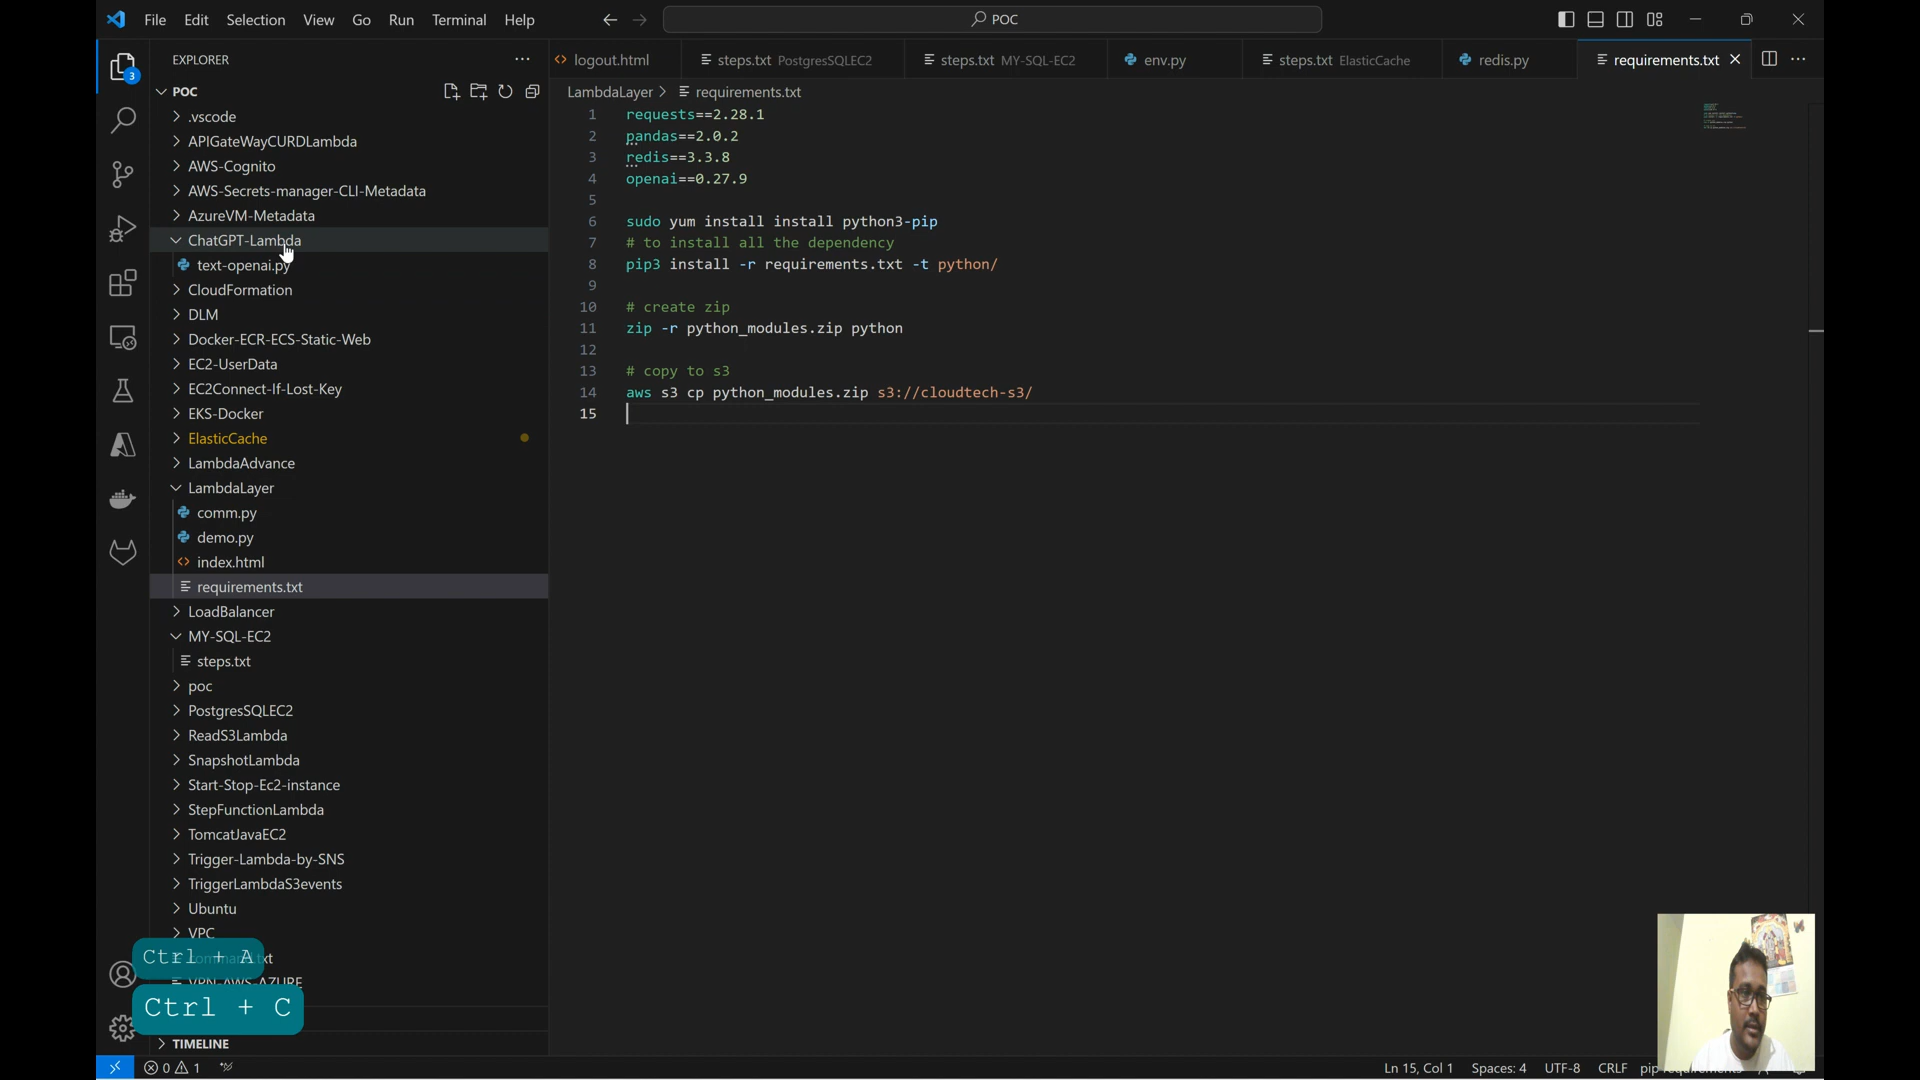 File Edit Selection View Go Run Terminal Help
POC
EXPLORER
logout.html
steps.txt PostgresSQLEC2
steps.txt MY-SQL-EC2
env.py
steps.txt ElasticCache
redis.py
requirements.txt
POC
.vscode
APIGateWayCURDLambda
AWS-Cognito
AWS-Secrets-manager-CLI-Metadata
AzureVM-Metadata
ChatGPT-Lambda
text-openai.py
CloudFormation
DLM
Docker-ECR-ECS-Static-Web
EC2-UserData
EC2Connect-If-Lost-Key
EKS-Docker
ElasticCache
LambdaAdvance
LambdaLayer
comm.py
demo.py
index.html
requirements.txt
LoadBalancer
MY-SQL-EC2
steps.txt
poc
PostgresSQLEC2
ReadS3Lambda
SnapshotLambda
Start-Stop-Ec2-instance
StepFunctionLambda
TomcatJavaEC2
Trigger-Lambda-by-SNS
TriggerLambdaS3events
Ubuntu
VPC
VPN-AWS-AZURE
TIMELINE
3
Ctrl + A
Ctrl + C
LambdaLayer > requirements.txt
1 requests==2.28.1
2 pandas==2.0.2
3 redis==3.3.8
4 openai==0.27.9
5
6 sudo yum install install python3-pip
7 # to install all the dependency
8 pip3 install -r requirements.txt -t python/
9
10 # create zip
11 zip -r python_modules.zip python
12
13 # copy to s3
14 aws s3 cp python_modules.zip s3://cloudtech-s3/
15
0 1
Ln 15, Col 1 Spaces: 4 UTF-8 CRLF